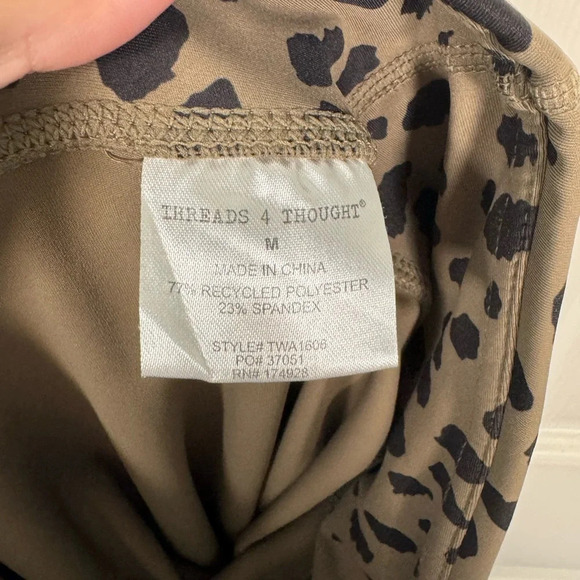 THREADS 4 THOUGHT®
M
MADE IN CHINA
77% RECYCLED POLYESTER
23% SPANDEX
STYLE# TWA1606
PO# 37051
RN# 174928